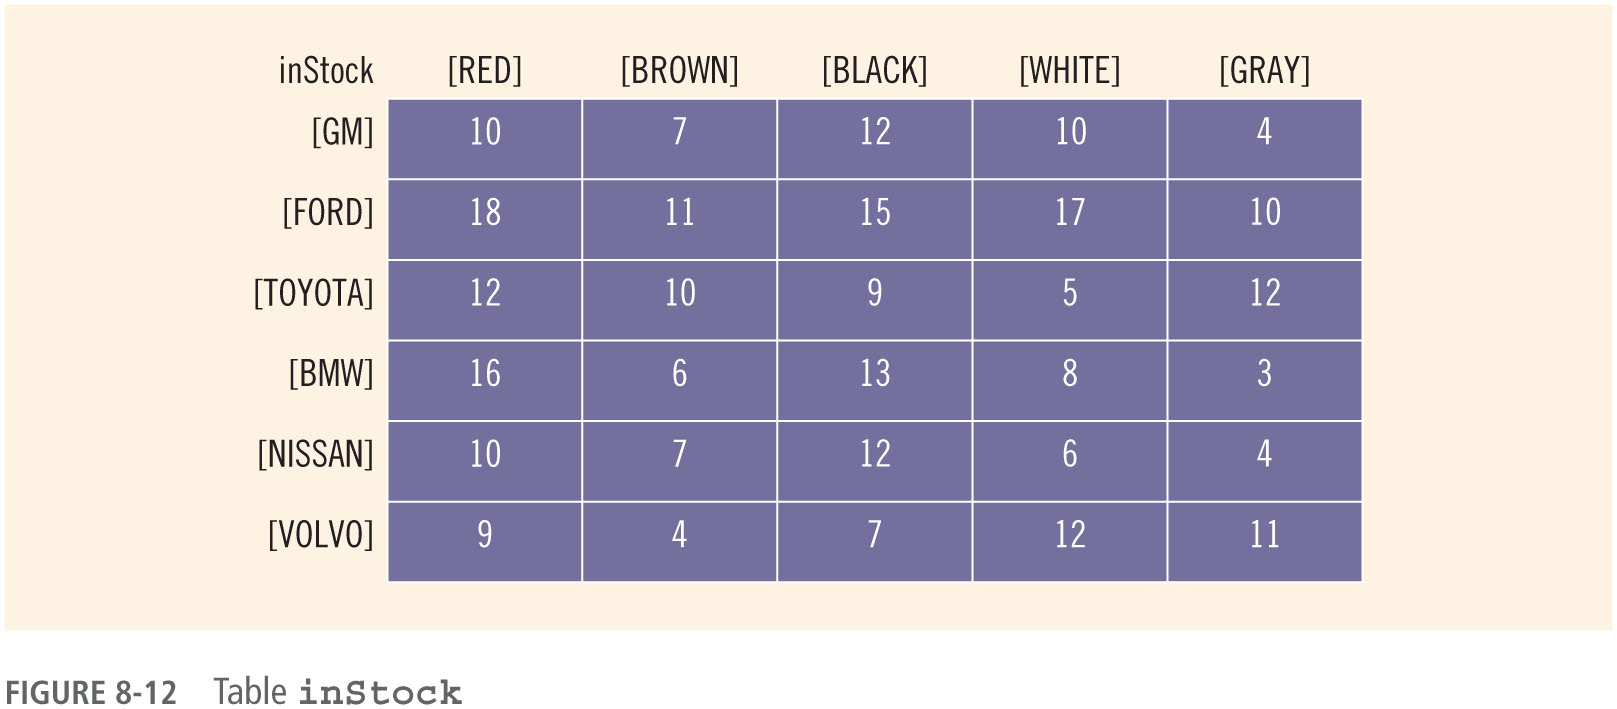 inStock [RED] [BROWN] [BLACK] [WHITE] [GRAY]
[GM] 10 7 12 10 4
[FORD] 18 11 15 17 10
[TOYOTA] 12 10 9 5 12
[BMW] 16 6 13 8 3
[NISSAN] 10 7 12 6 4
[VOLVO] 9 4 7 12 11
FIGURE 8-12 Table inStock